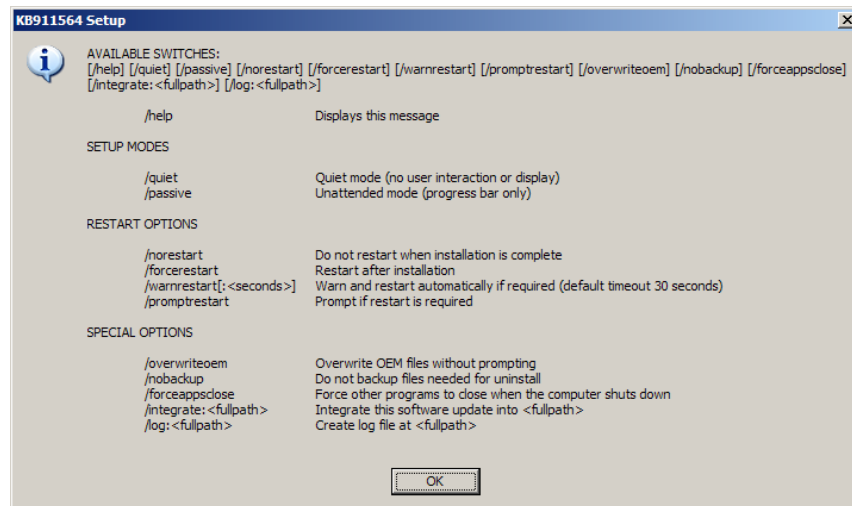 KB911564 Setup
AVAILABLE SWITCHES:
[/help] [/quiet] [/passive] [/norestart] [/forcerestart] [/warnrestart] [/promptrestart] [/overwriteoem] [/nobackup] [/forceappsclose]
[/integrate:<fullpath>] [/log:<fullpath>]
/help Displays this message
SETUP MODES
/quiet Quiet mode (no user interaction or display)
/passive Unattended mode (progress bar only)
RESTART OPTIONS
/norestart Do not restart when installation is complete
/forcerestart Restart after installation
/warnrestart[:<seconds>] Warn and restart automatically if required (default timeout 30 seconds)
/promptrestart Prompt if restart is required
SPECIAL OPTIONS
/overwriteoem Overwrite OEM files without prompting
/nobackup Do not backup files needed for uninstall
/forceappsclose Force other programs to close when the computer shuts down
/integrate:<fullpath> Integrate this software update into <fullpath>
/log:<fullpath> Create log file at <fullpath>
OK